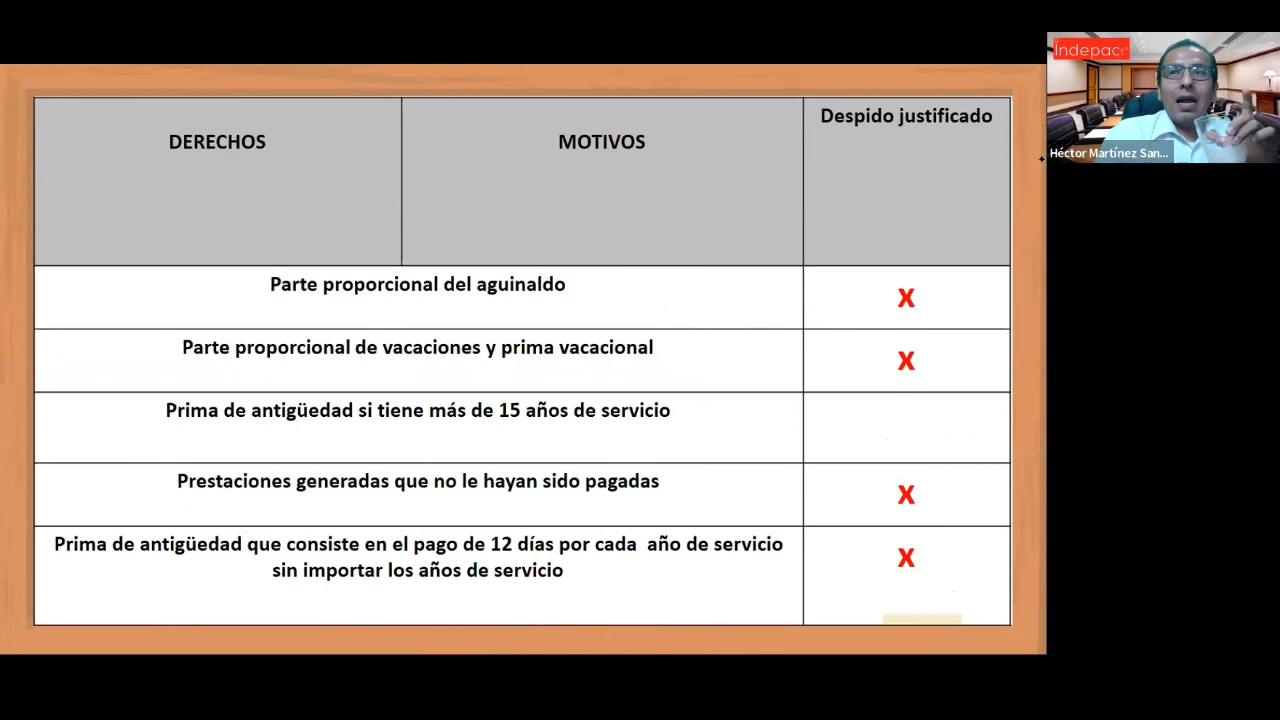 DERECHOS
MOTIVOS
Despido justificado
Parte proporcional del aguinaldo
X
Parte proporcional de vacaciones y prima vacacional
X
Prima de antigüedad si tiene más de 15 años de servicio
Prestaciones generadas que no le hayan sido pagadas
X
Prima de antigüedad que consiste en el pago de 12 días por cada año de servicio
sin importar los años de servicio
X
Indepac
Héctor Martínez San...